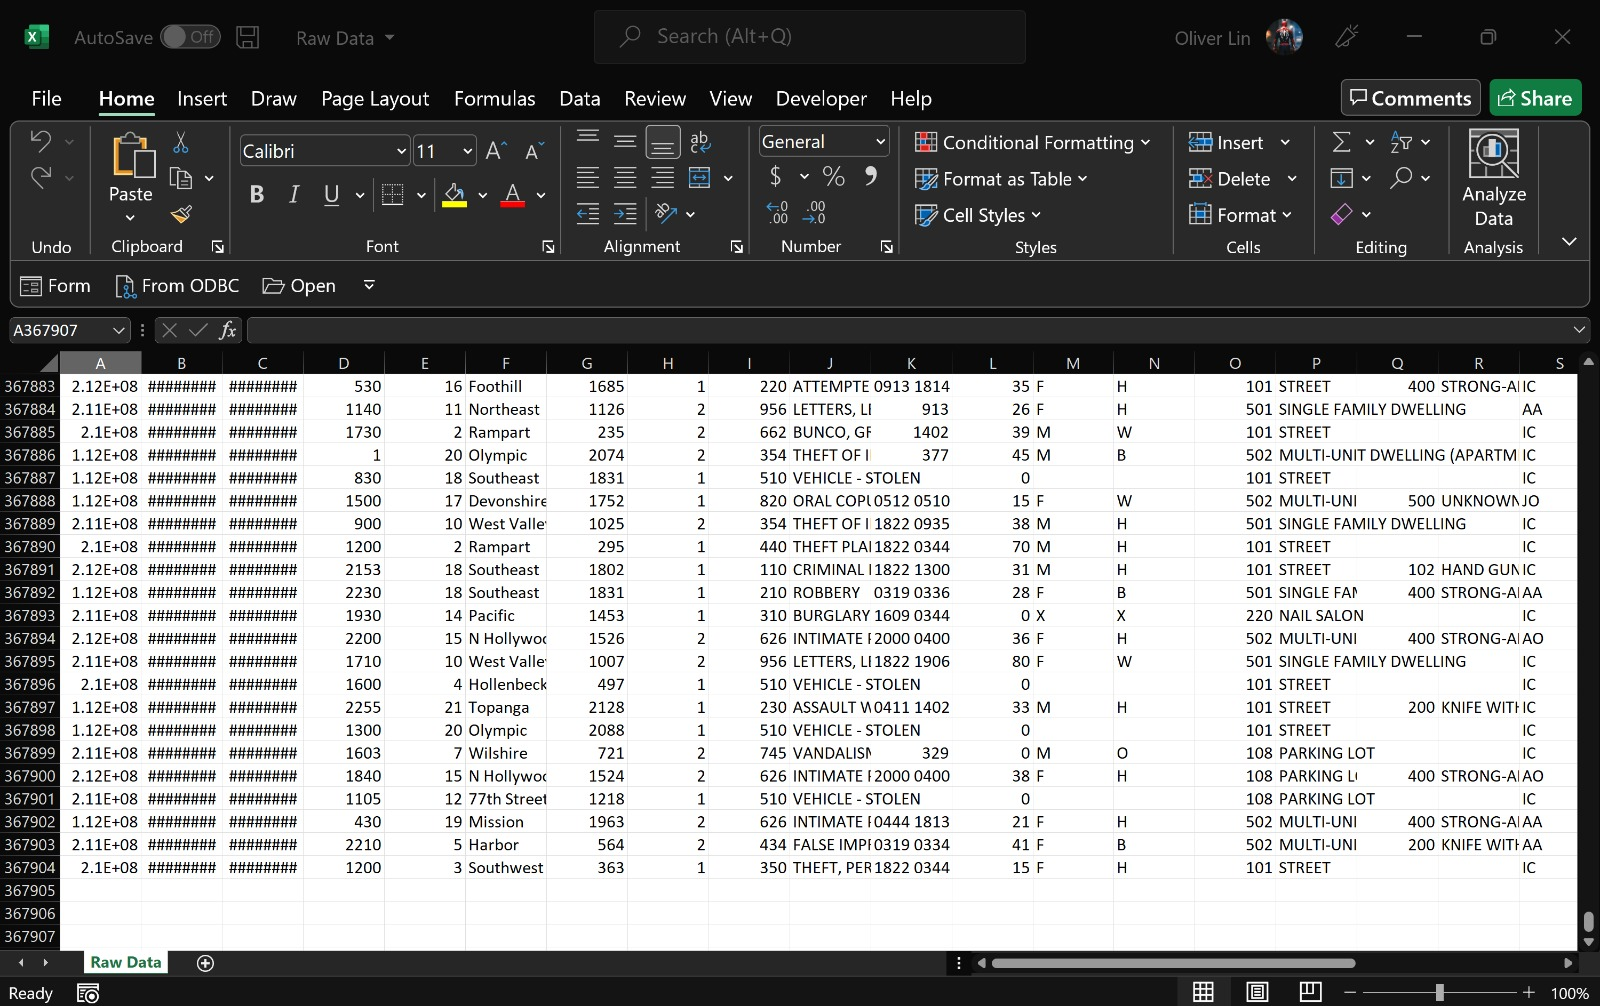 AutoSave Off Raw Data Search (Alt+Q) Oliver Lin
File Home Insert Draw Page Layout Formulas Data Review View Developer Help Comments Share
Paste Calibri 11 A A ab General Conditional Formatting Insert
B I U A $ % Format as Table Delete Analyze Data
Cell Styles Format
Undo Clipboard Font Alignment Number Styles Cells Editing Analysis
Form From ODBC Open
A367907 fx
A B C D E F G H I J K L M N O P Q R S
367883 2.12E+08 ######## ######## 530 16 Foothill 1685 1 220 ATTEMPTE 0913 1814 35 F H 101 STREET 400 STRONG-A IC
367884 2.11E+08 ######## ######## 1140 11 Northeast 1126 2 956 LETTERS, LE 913 26 F H 501 SINGLE FAMILY DWELLING AA
367885 2.1E+08 ######## ######## 1730 2 Rampart 235 2 662 BUNCO, GR 1402 39 M W 101 STREET IC
367886 1.12E+08 ######## ######## 1 20 Olympic 2074 2 354 THEFT OF I 377 45 M B 502 MULTI-UNIT DWELLING (APARTM IC
367887 1.12E+08 ######## ######## 830 18 Southeast 1831 1 510 VEHICLE - STOLEN 0 101 STREET IC
367888 1.12E+08 ######## ######## 1500 17 Devonshire 1752 1 820 ORAL COPU 0512 0510 15 F W 502 MULTI-UNI 500 UNKNOWN JO
367889 2.11E+08 ######## ######## 900 10 West Valle 1025 2 354 THEFT OF I 1822 0935 38 M H 501 SINGLE FAMILY DWELLING IC
367890 2.1E+08 ######## ######## 1200 2 Rampart 295 1 440 THEFT PLAI 1822 0344 70 M H 101 STREET IC
367891 2.12E+08 ######## ######## 2153 18 Southeast 1802 1 110 CRIMINAL 1822 1300 31 M H 101 STREET 102 HAND GUN IC
367892 1.12E+08 ######## ######## 2230 18 Southeast 1831 1 210 ROBBERY 0319 0336 28 F B 501 SINGLE FAM 400 STRONG-A AA
367893 2.11E+08 ######## ######## 1930 14 Pacific 1453 1 310 BURGLARY 1609 0344 0 X X 220 NAIL SALON IC
367894 2.12E+08 ######## ######## 2200 15 N Hollywoo 1526 2 626 INTIMATE 2000 0400 36 F H 502 MULTI-UNI 400 STRONG-A AO
367895 2.11E+08 ######## ######## 1710 10 West Valle 1007 2 956 LETTERS, LE 1822 1906 80 F W 501 SINGLE FAMILY DWELLING IC
367896 2.1E+08 ######## ######## 1600 4 Hollenbeck 497 1 510 VEHICLE - STOLEN 0 101 STREET IC
367897 1.12E+08 ######## ######## 2255 21 Topanga 2128 1 230 ASSAULT W 0411 1402 33 M H 101 STREET 200 KNIFE WITH IC
367898 1.12E+08 ######## ######## 1300 20 Olympic 2088 1 510 VEHICLE - STOLEN 0 101 STREET IC
367899 2.11E+08 ######## ######## 1603 7 Wilshire 721 2 745 VANDALISM 329 0 M O 108 PARKING LOT IC
367900 2.12E+08 ######## ######## 1840 15 N Hollywoo 1524 2 626 INTIMATE 2000 0400 38 F H 108 PARKING L 400 STRONG-A AO
367901 2.11E+08 ######## ######## 1105 12 77th Street 1218 1 510 VEHICLE - STOLEN 0 108 PARKING LOT IC
367902 1.12E+08 ######## ######## 430 19 Mission 1963 2 626 INTIMATE 0444 1813 21 F H 502 MULTI-UNI 400 STRONG-A AA
367903 2.11E+08 ######## ######## 2210 5 Harbor 564 2 434 FALSE IMPR 0319 0334 41 F B 502 MULTI-UNI 200 KNIFE WITH AA
367904 2.1E+08 ######## ######## 1200 3 Southwest 363 1 350 THEFT, PER 1822 0344 15 F H 101 STREET IC
367905
367906
367907
Raw Data
Ready 100%